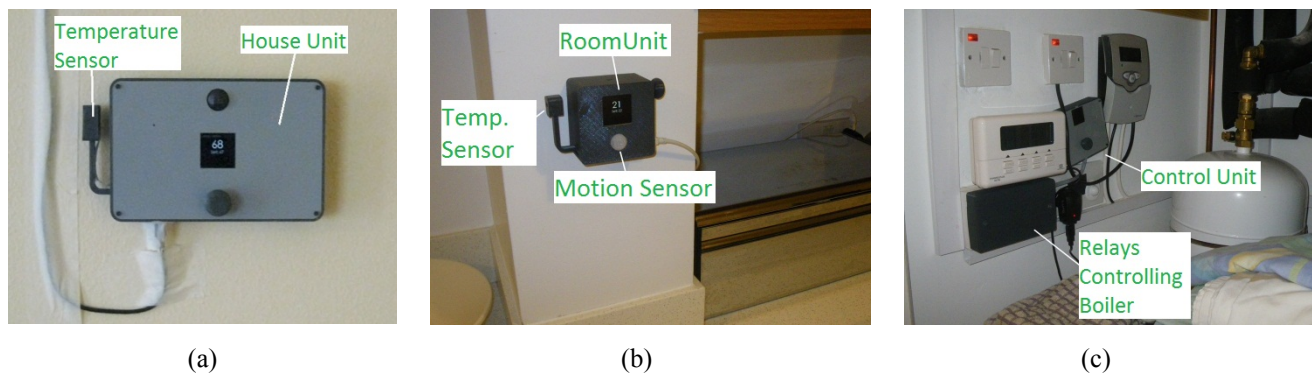 Temperature
Sensor
House Unit
68
(a)
RoomUnit
21
Temp.
Sensor
Motion Sensor
(b)
Control Unit
Relays
Controlling
Boiler
(c)